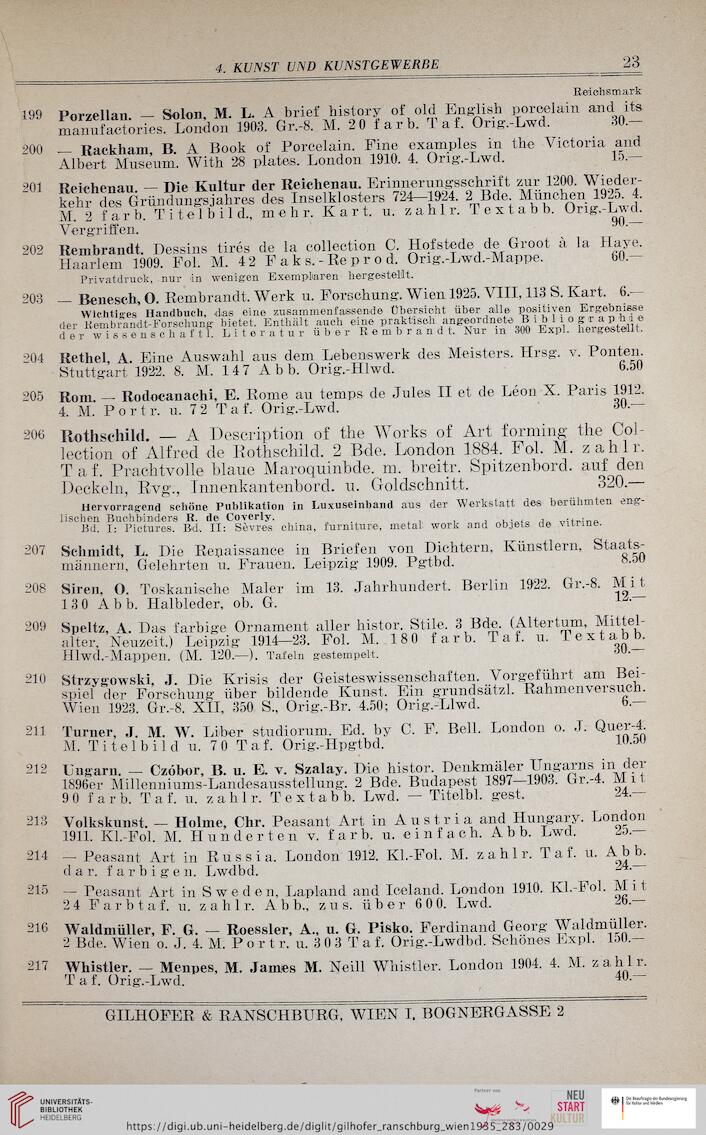 4. KUNST UND KUNSTGEWERBE 23
Reichsmark
199 Porzellan. — Solon, M. L. A brief history of old English porcelain and its
manufactories. London 1903. Gr.-8. M. 20 farb. Taf. Orig.-Lwd. 30.—
200 — Rackham, B. A Book of Porcelain. Fine examples in the Victoria and
Albert Museum. With 28 plates. London 1910. 4. Orig.-Lwd. 15.—
201 Reichenau. — Die Kultur der Reichenau. Erinnerungsschrift zur 1200. Wieder-
kehr des Gründungsjahres des Inselklosters 724—1924. 2 Bde. München 1925. 4.
M. 2 farb. Titelbild., mehr. Kart. u. zahlr. Textabb. Orig.-Lwd.
Vergriffen. 90.—
202 Rembrandt. Dessins tirés de la collection C. Hofstede de Groot à la Haye.
Haarlem 1909. Fol. M. 42 Faks.-Reprod. Orig.-Lwd.-Mappe. 60.—
Privatdruck, nur in wenigen Exemplaren hergestellt.
203 — Benesch, O. Rembrandt. Werk u. Forschung. Wien 1925. VIII, 113 S. Kart. 6.—
Wichtiges Handbuch, das eine zusammenfassende Übersicht über alle positiven Ergebnisse
der Rembrandt-Forschung bietet. Enthält auch eine praktisch angeordnete Bibliographie
der wissenschaftl. Literatur über Rembrandt. Nur in 300 Expl. hergestellt.
204 Rethel, A. Eine Auswahl aus dem Lebenswerk des Meisters. Hrsg. v. Ponten.
Stuttgart 1922. 8. M. 147 Abb. Orig.-Hlwd. 6.50
205 Rom. — Rodocanachi, E. Rome au temps de Jules II et de Léon X. Paris 1912.
4. M. Portr. u. 72 Taf. Orig.-Lwd. 30.—
206 Rothschild. — A Description of the Works of Art forming the Col-
lection of Alfred de Rothschild. 2 Bde. London 1884. Fol. M. zahlr.
Taf. Prachtvolle blaue Maroquinbde. m. breitr. Spitzenbord. auf den
Deckeln, Rvg., Innenkantenbord. u. Goldschnitt. 320.—
Hervorragend schöne Publikation in Luxuseinband aus der Werkstatt des berühmten eng-
lischen Buchbinders R. de Coverly.
Bd. I: Pictures. Bd. II: Sèvres china, furniture, metal work and objets de vitrine.
207 Schmidt, L. Die Renaissance in Briefen von Dichtern, Künstlern, Staats-
männern, Gelehrten u. Frauen. Leipzig 1909. Pgtbd. 8.50
208 Siren, O. Toskanische Maler im 13. Jahrhundert. Berlin 1922. Gr.-8. Mit
130 Abb. Halbleder, ob. G. 12.—
209 Speltz, A. Das farbige Ornament aller histor. Stile. 3 Bde. (Altertum, Mittel-
alter, Neuzeit.) Leipzig 1914—23. Fol. M. 180 farb. Taf. u. Textabb.
Hlwd.-Mappen. (M. 120.—). Tafeln gestempelt. 30.—
210 Strzygowski, J. Die Krisis der Geisteswissenschaften. Vorgeführt am Bei-
spiel der Forschung über bildende Kunst. Ein grundsätzl. Rahmenversuch.
Wien 1923. Gr.-8. XII, 350 S., Orig.-Br. 4.50; Orig.-Llwd. 6.—
211 Turner, J. M. W. Liber studiorum. Ed. by C. F. Bell. London o. J. Quer-4.
M. Titelbild u. 70 Taf. Orig.-Hpgtbd. 10.50
212 Ungarn. — Czóbor, B. u. E. v. Szalay. Die histor. Denkmäler Ungarns in der
1896er Millenniums-Landesausstellung. 2 Bde. Budapest 1897—1903. Gr.-4. Mit
90 farb. Taf. u. zahlr. Textabb. Lwd. — Titelbl. gest. 24.—
213 Volkskunst. — Holme, Chr. Peasant Art in Austria and Hungary. London
1911. Kl.-Fol. M. Hunderten v. farb. u. einfach. Abb. Lwd. 25.—
214 — Peasant Art in Russia. London 1912. Kl.-Fol. M. zahlr. Taf. u. Abb.
dar. farbigen. Lwdbd. 24.—
215 — Peasant Art in Sweden, Lapland and Iceland. London 1910. Kl.-Fol. Mit
24 Farbtaf. u. zahlr. Abb., zus. über 600. Lwd. 26.—
216 Waldmüller, F. G. — Roessler, A., u. G. Pisko. Ferdinand Georg Waldmüller.
2 Bde. Wien o. J. 4. M. Portr. u. 303 Taf. Orig.-Lwdbd. Schönes Expl. 150.—
217 Whistler. — Menpes, M. James M. Neill Whistler. London 1904. 4. M. zahlr.
Taf. Orig.-Lwd. 40.—
GILHOFER & RANSCHBURG, WIEN I, BOGNERGASSE 2
UNIVERSITÄTS-
BIBLIOTHEK
HEIDELBERG
Partner von
NEU
START
KULTUR
Die Beauftragte der Bundesregierung
für Kultur und Medien
https://digi.ub.uni-heidelberg.de/diglit/gilhofer_ranschburg_wien1935_283/0029